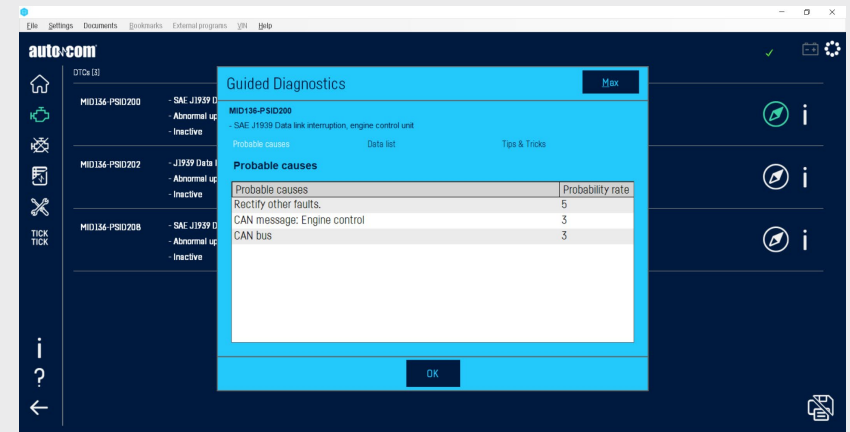 File Settings Documents Bookmarks External programs VIN Help
autocom
DTCs [3]
MID136-PSID200
- SAE J1939 D
- Abnormal up
- Inactive
MID136-PSID202
- J1939 Data l
- Abnormal up
- Inactive
MID136-PSID208
- SAE J1939 D
- Abnormal up
- Inactive
TICK
TICK
Guided Diagnostics
Max
MID136-PSID200
- SAE J1939 Data link interruption, engine control unit
Probable causes Data list Tips & Tricks
Probable causes
Probable causes Probability rate
Rectify other faults. 5
CAN message: Engine control 3
CAN bus 3
OK